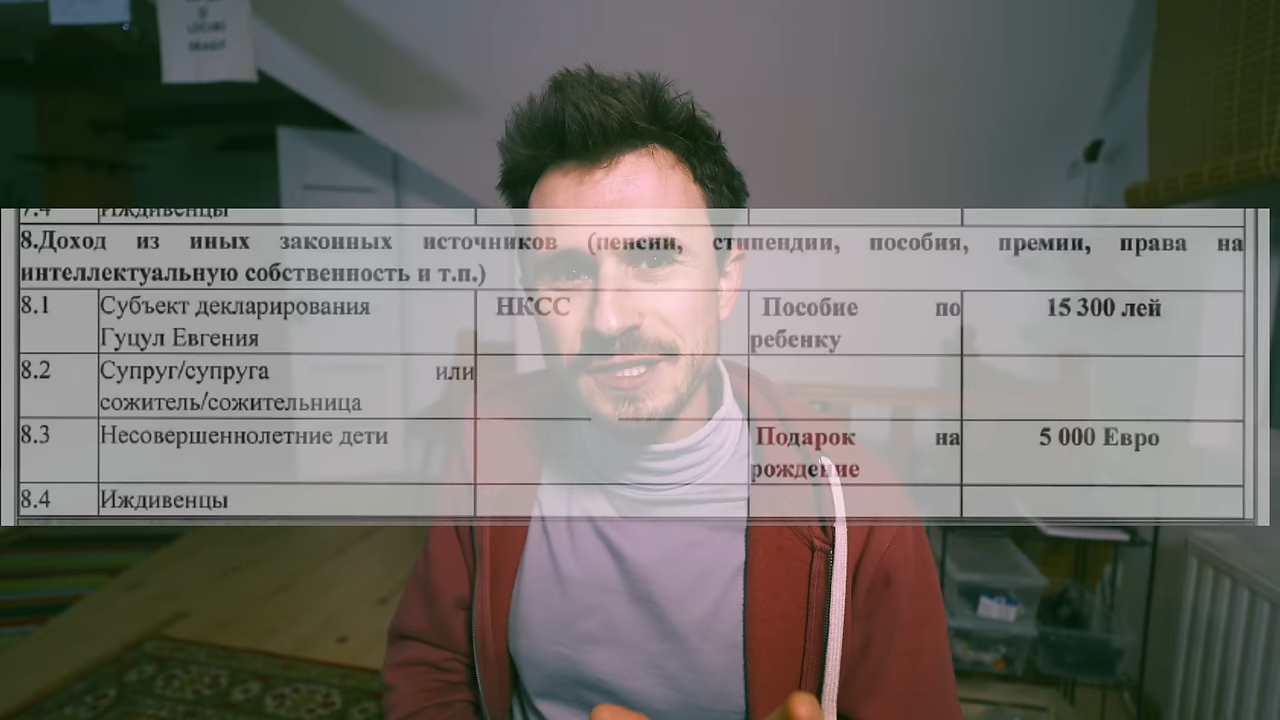 7.4 Иждивенцы
8.Доход из иных законных источников (пенсии, стипендии, пособия, премии, права на
интеллектуальную собственность и т.п.)
8.1 Субъект декларирования НКСС Пособие по 15 300 лей
Гуцул Евгения ребенку
8.2 Супруг/супруга или
сожитель/сожительница
8.3 Несовершеннолетние дети Подарок на 5 000 Евро
рождение
8.4 Иждивенцы